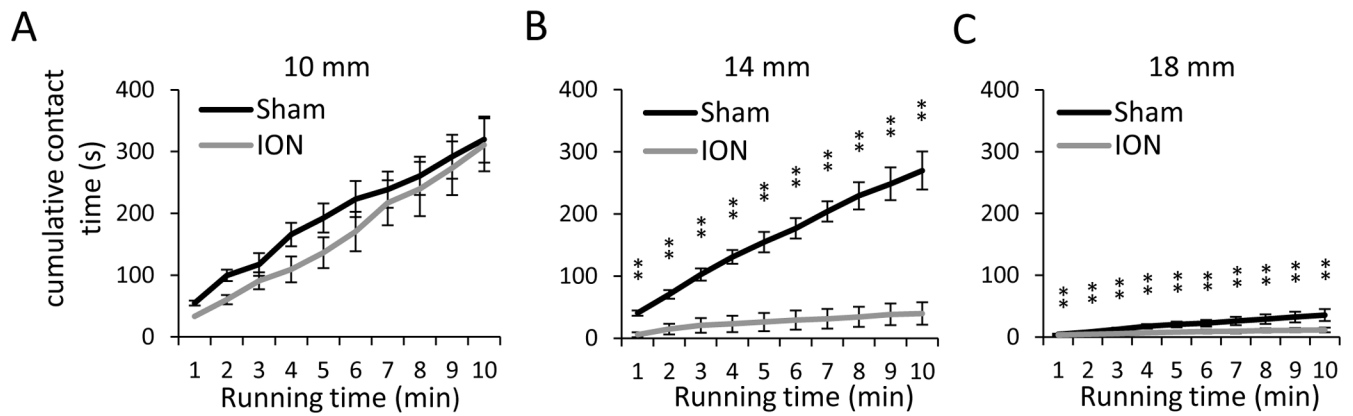 A
10 mm
cumulative contact
time (s)
400
300
200
100
0
Sham
ION
1 2 3 4 5 6 7 8 9 10
Running time (min)
B
14 mm
400
300
200
100
0
Sham
ION
** ** ** ** ** ** ** ** ** **
1 2 3 4 5 6 7 8 9 10
Running time (min)
C
18 mm
400
300
200
100
0
Sham
ION
** ** ** ** ** ** ** ** ** **
1 2 3 4 5 6 7 8 9 10
Running time (min)